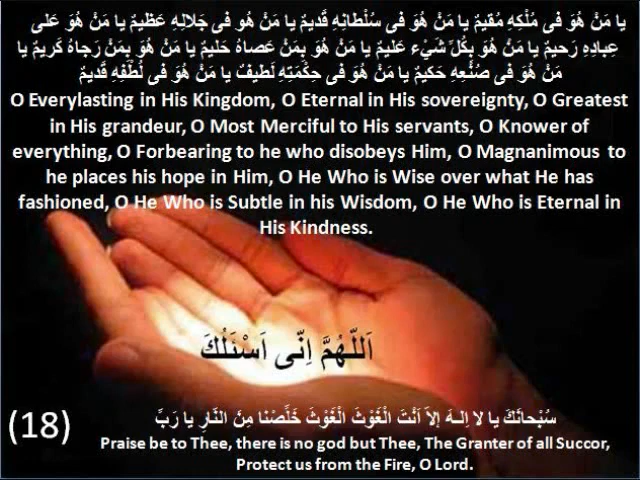 يا مَنْ هُوَ فى مُلْكِهِ مُقيمٌ يا مَنْ هُوَ فى سُلْطانِهِ قَديمٌ يا مَنْ هُو فى جَلالِهِ عَظيمٌ يا مَنْ هُوَ عَلى
عِبادِهِ رَحيمٌ يا مَنْ هُوَ بِكُلِّ شَيْءٍ عَليمٌ يا مَنْ هُوَ بِمَنْ عَصاهُ حَليمٌ يا مَنْ هُوَ بِمَنْ رَجاهُ كَريمٌ يا
مَنْ هُوَ فى صُنْعِهِ حَكيمٌ يا مَنْ هُوَ فى حِكْمَتِهِ لَطيفٌ يا مَنْ هُوَ فى لُطْفِهِ قَديمٌ
O Everylasting in His Kingdom, O Eternal in His sovereignty, O Greatest
in His grandeur, O Most Merciful to His servants, O Knower of
everything, O Forbearing to he who disobeys Him, O Magnanimous to
he places his hope in Him, O He Who is Wise over what He has
fashioned, O He Who is Subtle in his Wisdom, O He Who is Eternal in
His Kindness.
اَللّهُمَّ اِنّى اَسْئَلُكَ
سُبْحانَكَ يا لا اِلـهَ اِلاّ اَنْتَ الْغَوْثَ الْغَوْثَ خَلِّصْنا مِنَ النّارِ يا رَبِّ
(18)
Praise be to Thee, there is no god but Thee, The Granter of all Succor,
Protect us from the Fire, O Lord.